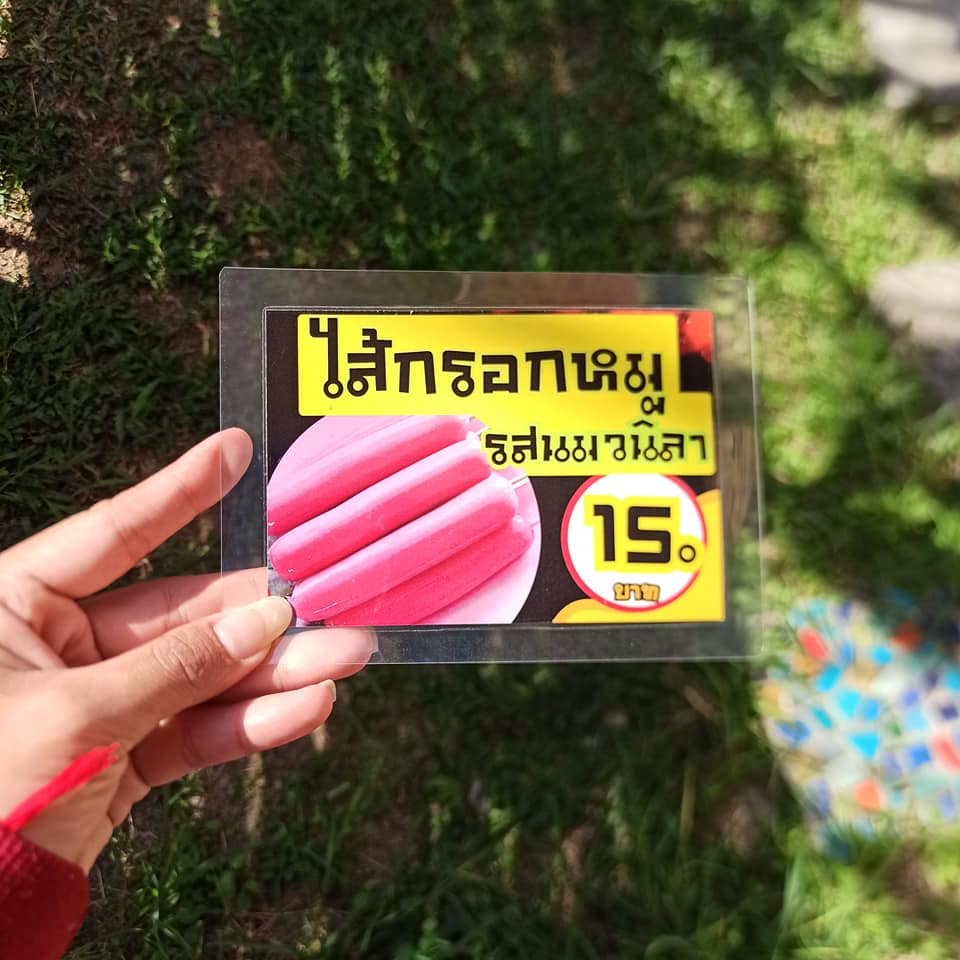 ไส้กรอกหมู
รสนมวนิลา
15.
บาท